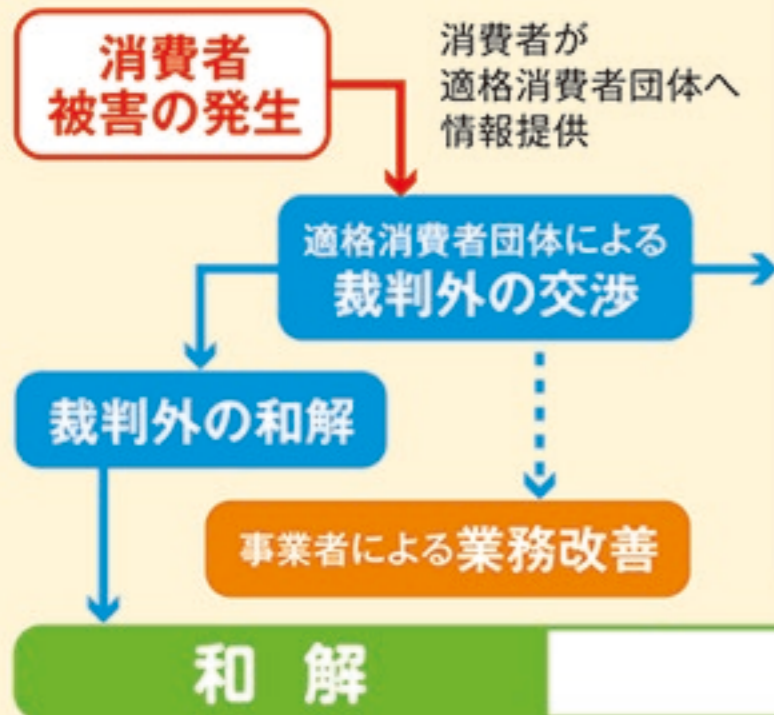 消費者
被害の発生
消費者が
適格消費者団体へ
情報提供
適格消費者団体による
裁判外の交渉
裁判外の和解
事業者による業務改善
和 解